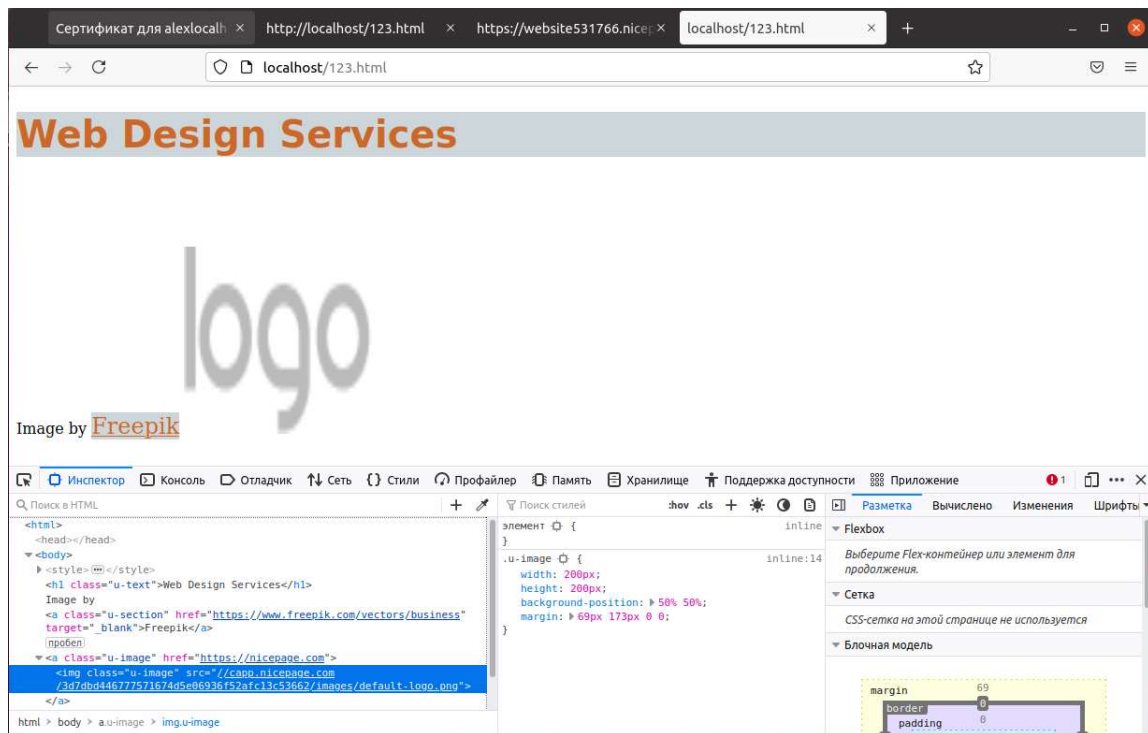 Сертификат для alexlocalh × http://localhost/123.html × https://website531766.nicep × localhost/123.html × +
localhost/123.html
Web Design Services
logo
Image by Freepik
Инспектор Консоль Отладчик Сеть {} Стили Профайлер Память Хранилище Поддержка доступности Приложение 1
Поиск в HTML
<html>
<head></head>
<body>
<style></style>
<h1 class="u-text">Web Design Services</h1>
Image by
<a class="u-section" href="https://www.freepik.com/vectors/business"
target="_blank">Freepik</a>
пробел
<a class="u-image" href="https://nicepage.com">
<img class="u-image" src="//capp.nicepage.com
/3d7dbd446777571674d5e06936f52afc13c53662/images/default-logo.png">
</a>
html > body > a.u-image > img.u-image
Поиск стилей :hov .cls +
элемент { inline
}
.u-image { inline:14
width: 200px;
height: 200px;
background-position: 50% 50%;
margin: 69px 173px 0 0;
}
Разметка Вычислено Изменения Шрифты
Flexbox
Выберите Flex-контейнер или элемент для
продолжения.
Сетка
CSS-сетка на этой странице не используется
Блочная модель
margin 69
border 0
padding 0